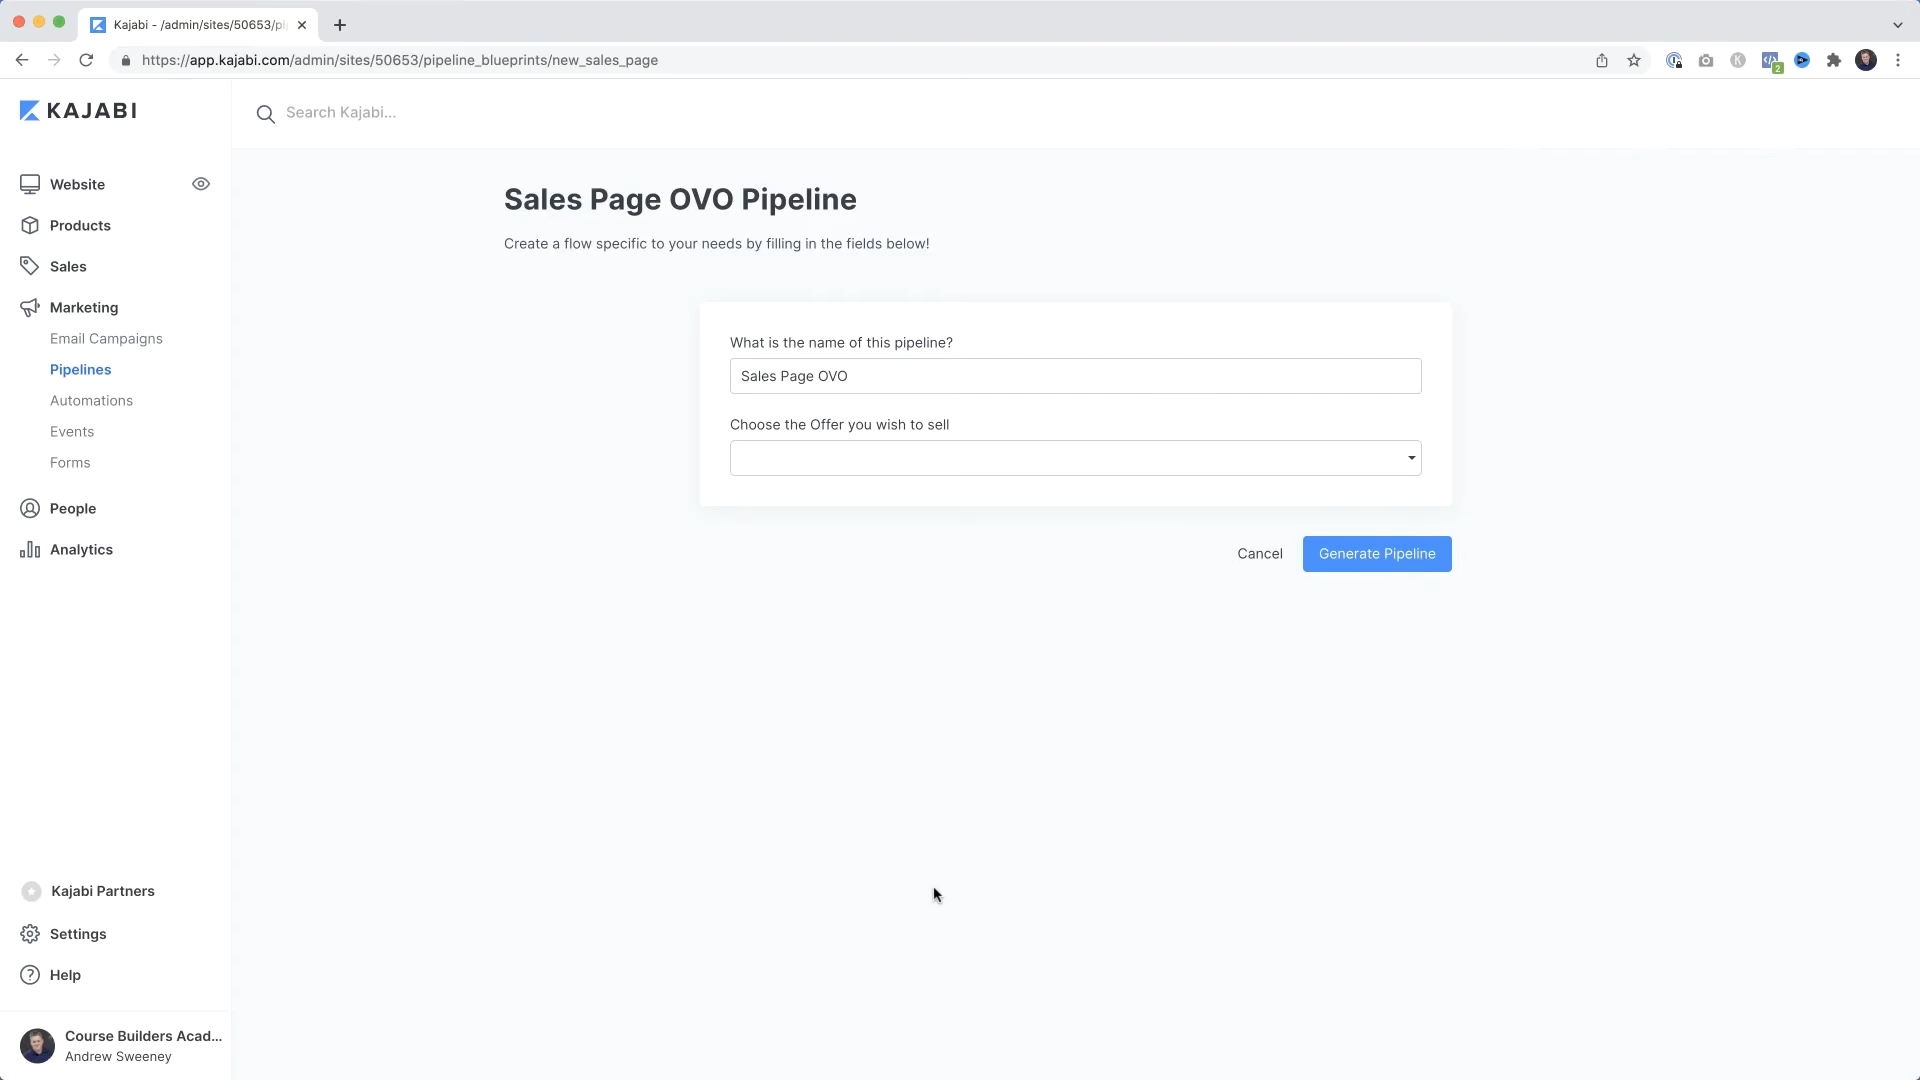 Kajabi - /admin/sites/50653/pi
https://app.kajabi.com/admin/sites/50653/pipeline_blueprints/new_sales_page
2
KAJABI
Search Kajabi...
Website
Products
Sales
Marketing
Email Campaigns
Pipelines
Automations
Events
Forms
People
Analytics
Kajabi Partners
Settings
Help
Course Builders Acad...
Andrew Sweeney
Sales Page OVO Pipeline
Create a flow specific to your needs by filling in the fields below!
What is the name of this pipeline?
Sales Page OVO
Choose the Offer you wish to sell
Cancel
Generate Pipeline